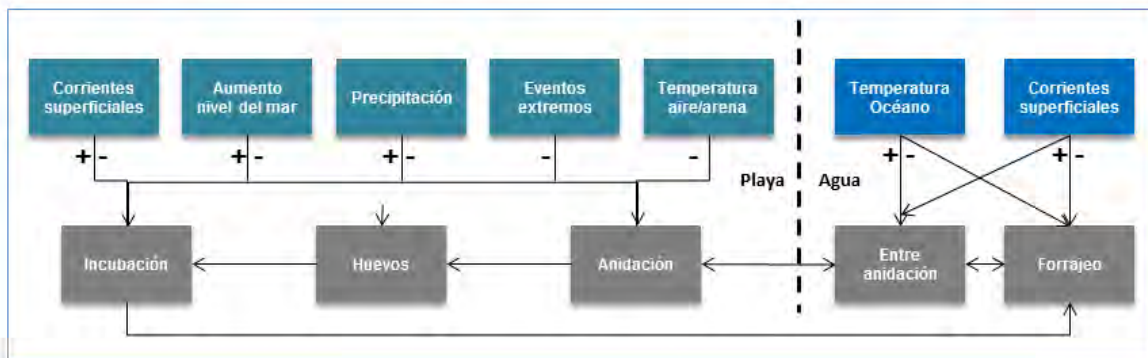 Corrientes
superficiales
Aumento
nivel del mar
Precipitación
Eventos
extremos
Temperatura
aire/arena
Temperatura
Océano
Corrientes
superficiales
+ -
+ -
+ -
-
-
+ -
+ -
Playa
Agua
Incubación
Huevos
Anidación
Entre
anidación
Forrajeo